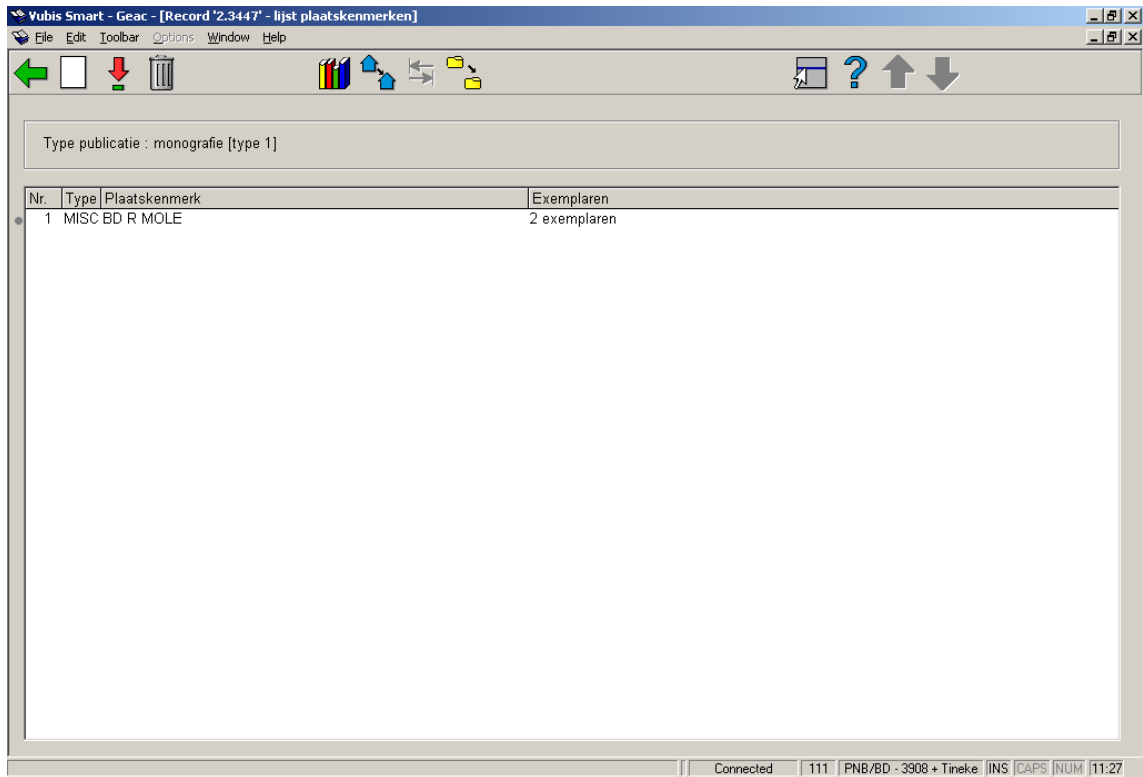 Vubis Smart - Geac - [Record '2.3447' - lijst plaatskenmerken]
File Edit Toolbar Options Window Help
Type publicatie : monografie [type 1]
Nr. Type Plaatskenmerk Exemplaren
1 MISC BD R MOLE 2 exemplaren
Connected 111 PNB/BD - 3908 + Tineke INS CAPS NUM 11:27